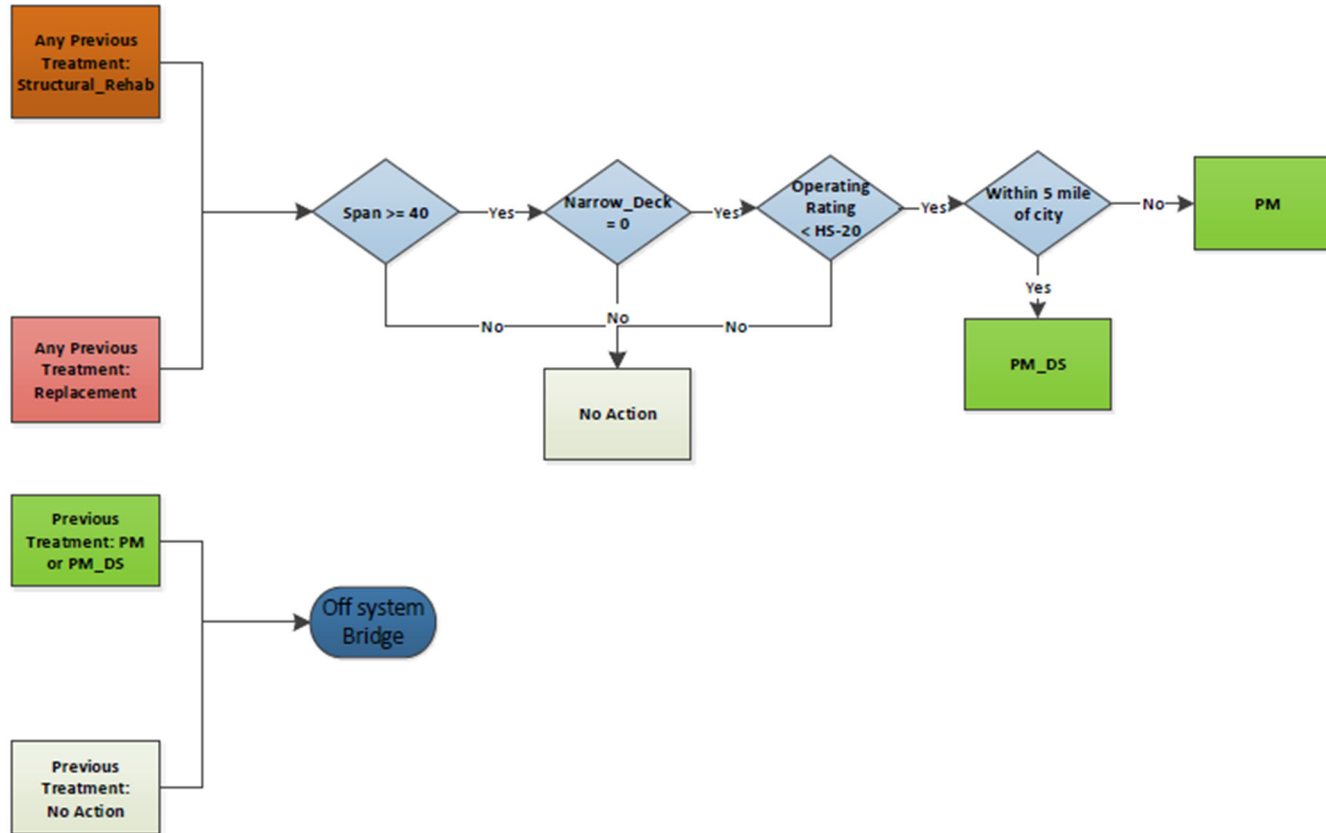 Any Previous
Treatment:
Structural_Rehab
Span >= 40
Yes
Narrow_Deck
= 0
Yes
Operating
Rating
< HS-20
Yes
Within 5 mile
of city
No
PM
No
No
No
Yes
PM_DS
Any Previous
Treatment:
Replacement
No Action
Previous
Treatment: PM
or PM_DS
Off system
Bridge
Previous
Treatment:
No Action